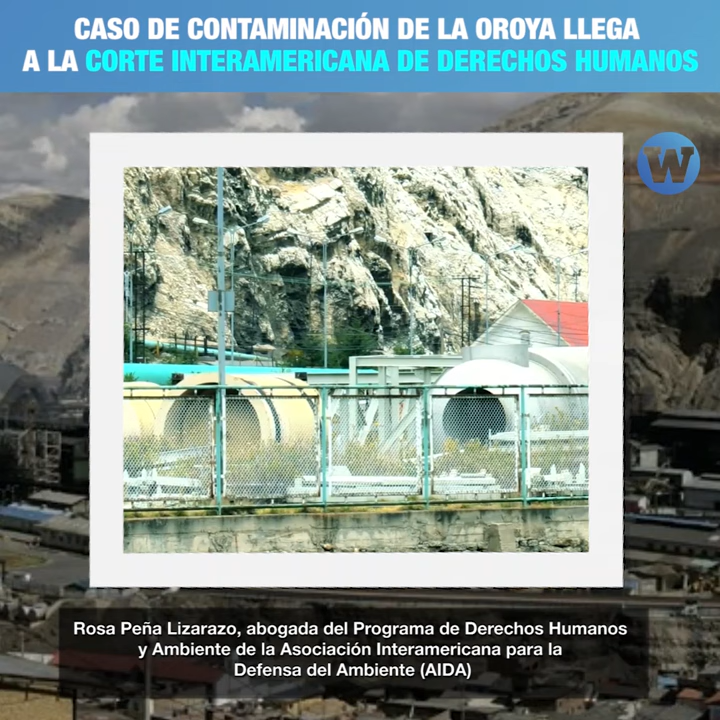 CASO DE CONTAMINACIÓN DE LA OROYA LLEGA
A LA CORTE INTERAMERICANA DE DERECHOS HUMANOS
W
Rosa Peña Lizarazo, abogada del Programa de Derechos Humanos
y Ambiente de la Asociación Interamericana para la
Defensa del Ambiente (AIDA)